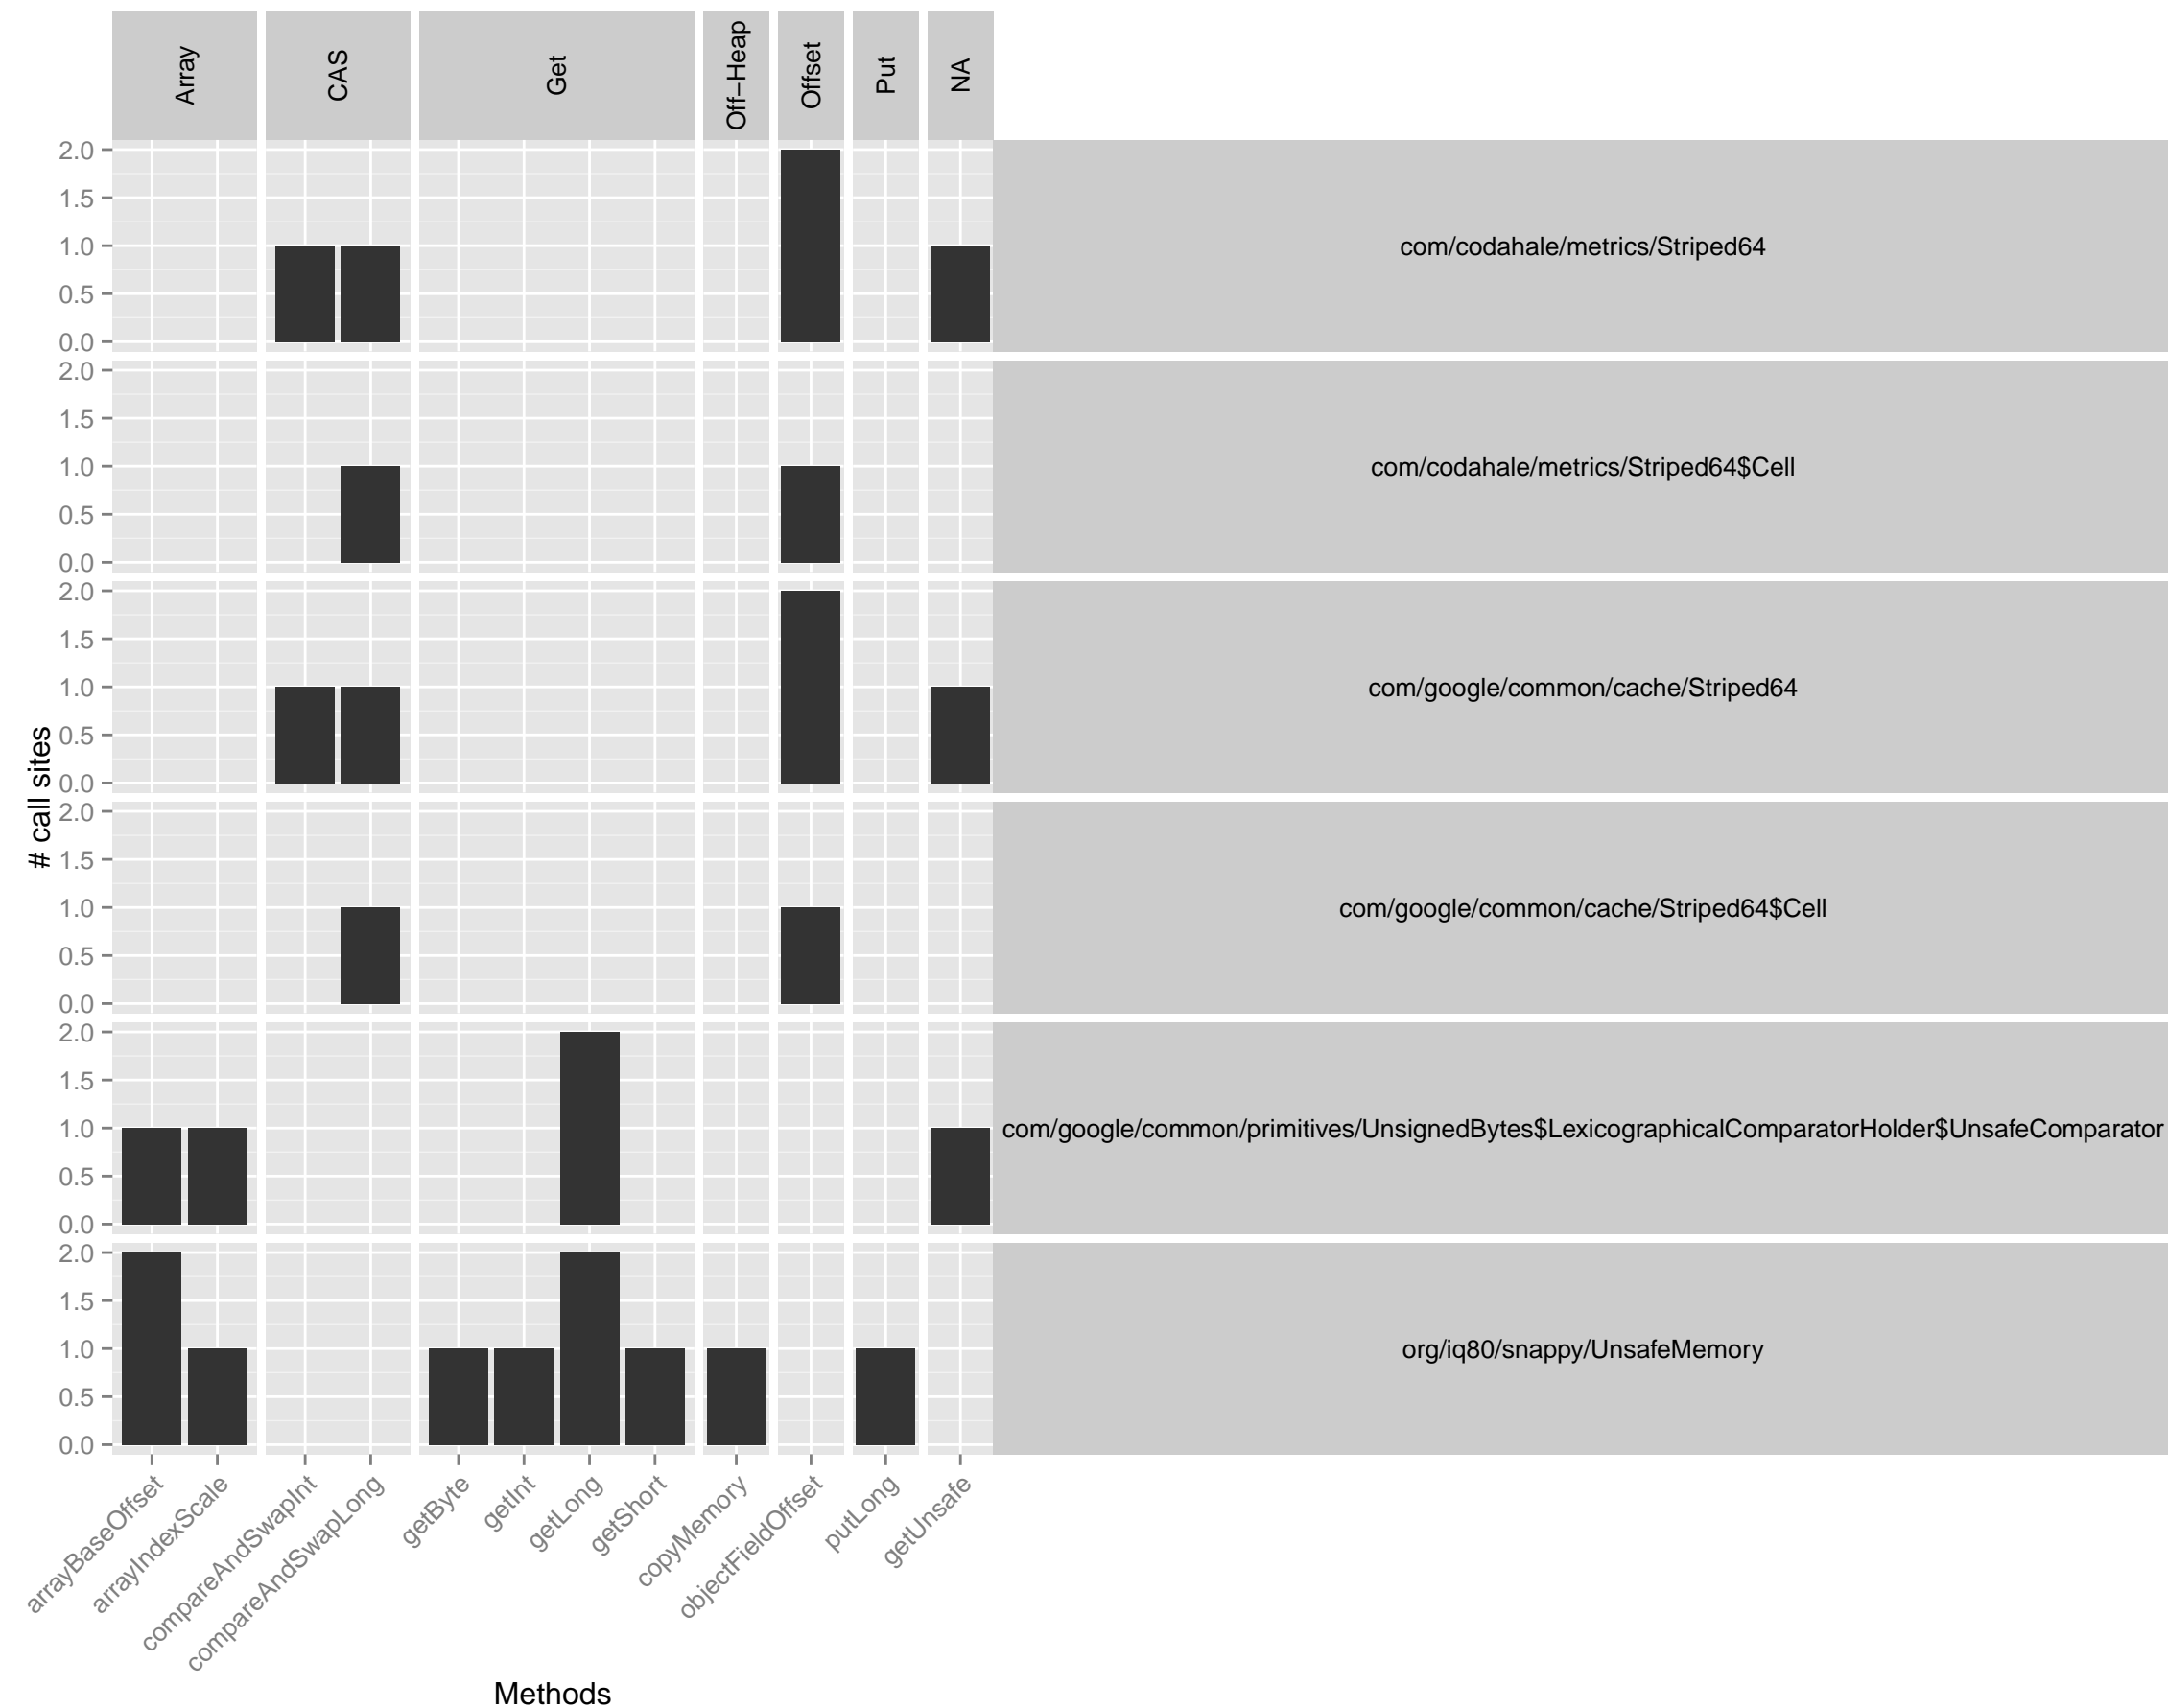 Array
CAS
Get
Off−Heap
Offset
Put
NA
2.0
1.5
1.0
0.5
0.0
com/codahale/metrics/Striped64
2.0
1.5
1.0
0.5
0.0
com/codahale/metrics/Striped64$Cell
2.0
1.5
1.0
0.5
0.0
com/google/common/cache/Striped64
2.0
1.5
1.0
0.5
0.0
com/google/common/cache/Striped64$Cell
2.0
1.5
1.0
0.5
0.0
com/google/common/primitives/UnsignedBytes$LexicographicalComparatorHolder$UnsafeComparator
2.0
1.5
1.0
0.5
0.0
org/iq80/snappy/UnsafeMemory
# call sites
arrayBaseOffset
arrayIndexScale
compareAndSwapInt
compareAndSwapLong
getByte
getInt
getLong
getShort
copyMemory
objectFieldOffset
putLong
getUnsafe
Methods